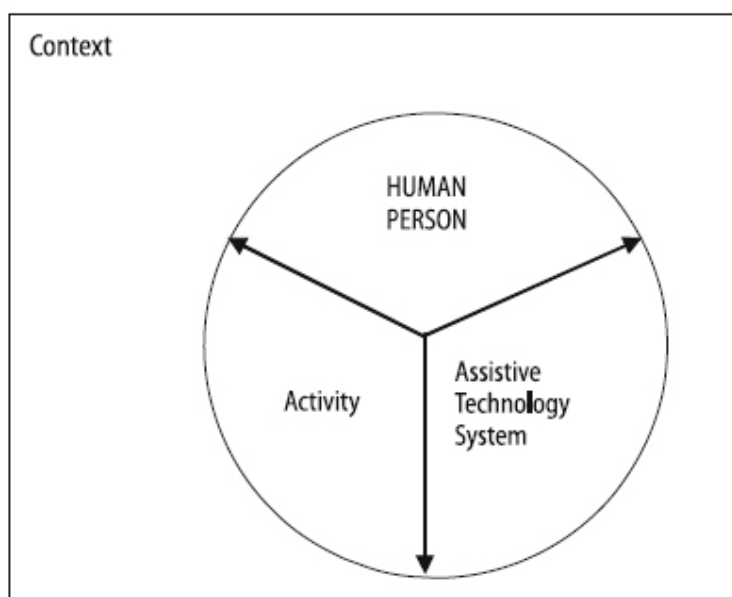 Context
HUMAN
PERSON
Activity
Assistive
Technology
System